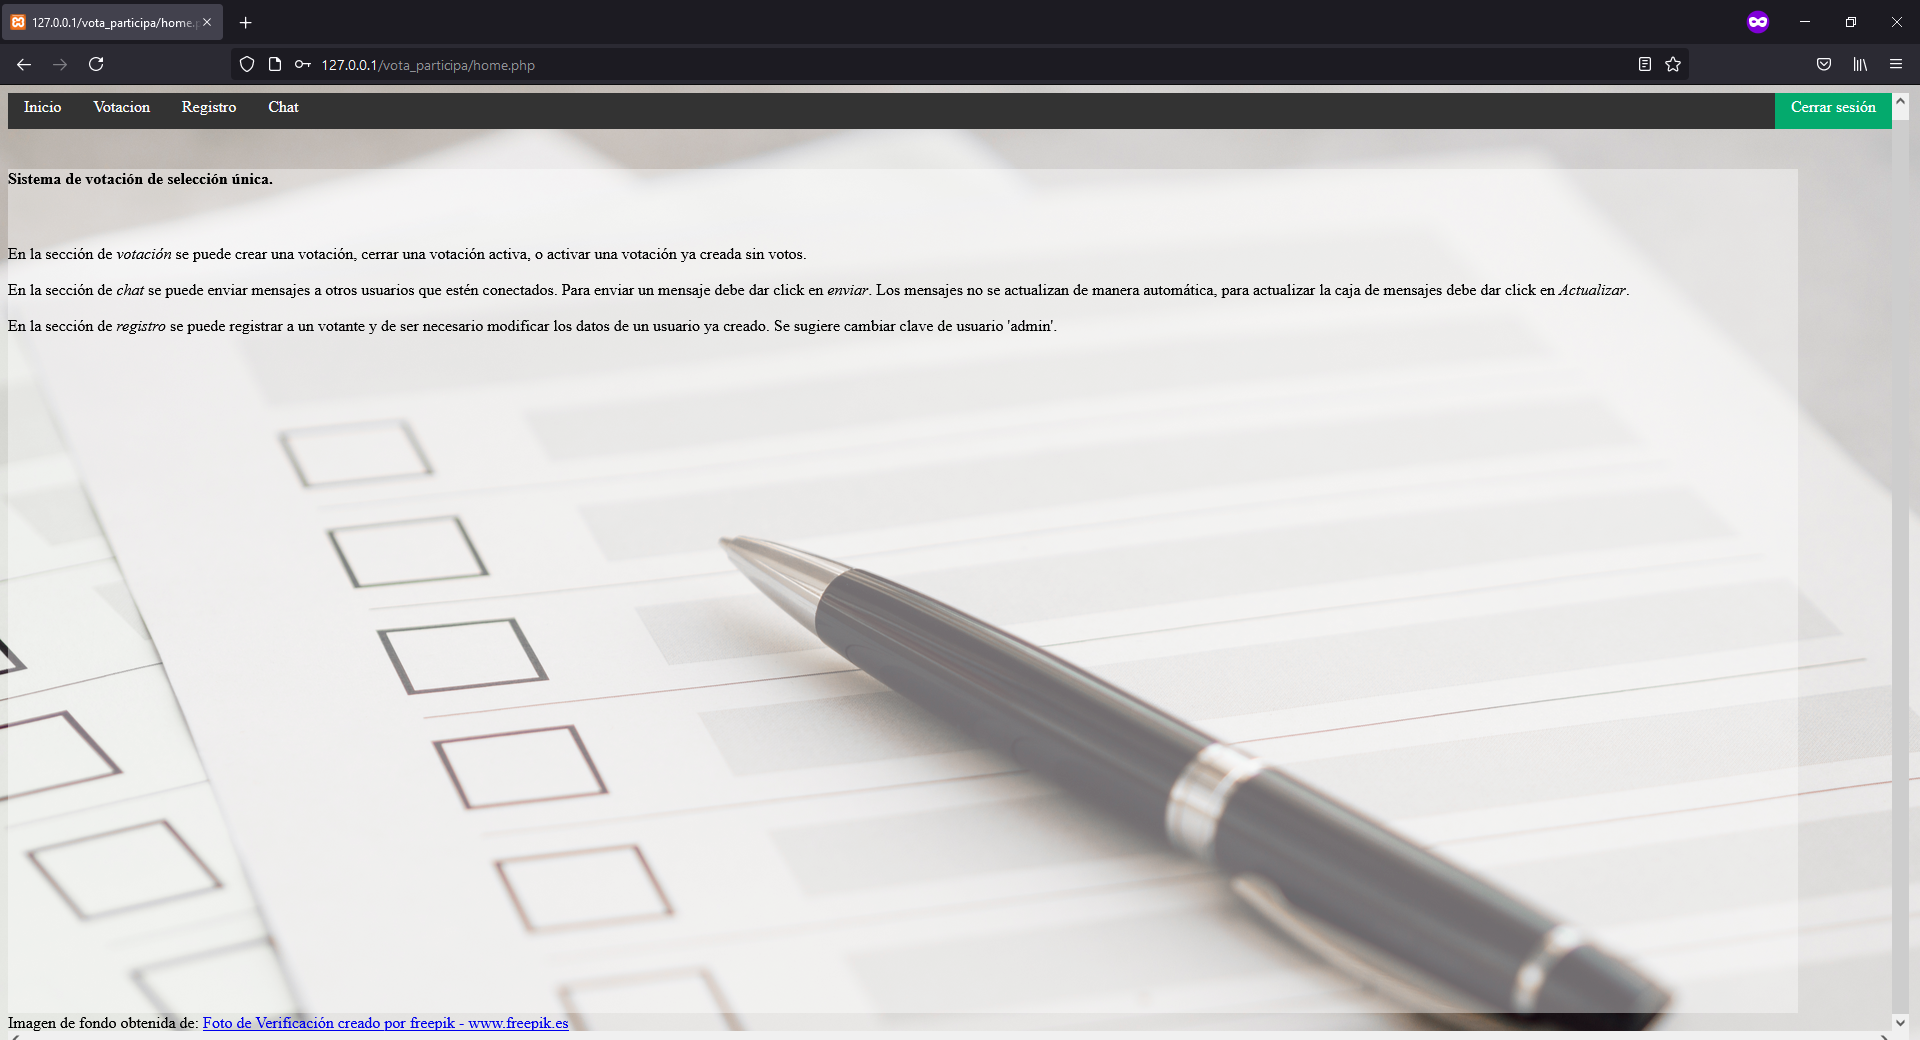 127.0.0.1/vota_participa/home.p
127.0.0.1/vota_participa/home.php
Inicio Votacion Registro Chat Cerrar sesión
Sistema de votación de selección única.
En la sección de votación se puede crear una votación, cerrar una votación activa, o activar una votación ya creada sin votos.
En la sección de chat se puede enviar mensajes a otros usuarios que estén conectados. Para enviar un mensaje debe dar click en enviar. Los mensajes no se actualizan de manera automática, para actualizar la caja de mensajes debe dar click en Actualizar.
En la sección de registro se puede registrar a un votante y de ser necesario modificar los datos de un usuario ya creado. Se sugiere cambiar clave de usuario 'admin'.
Imagen de fondo obtenida de: Foto de Verificación creado por freepik - www.freepik.es